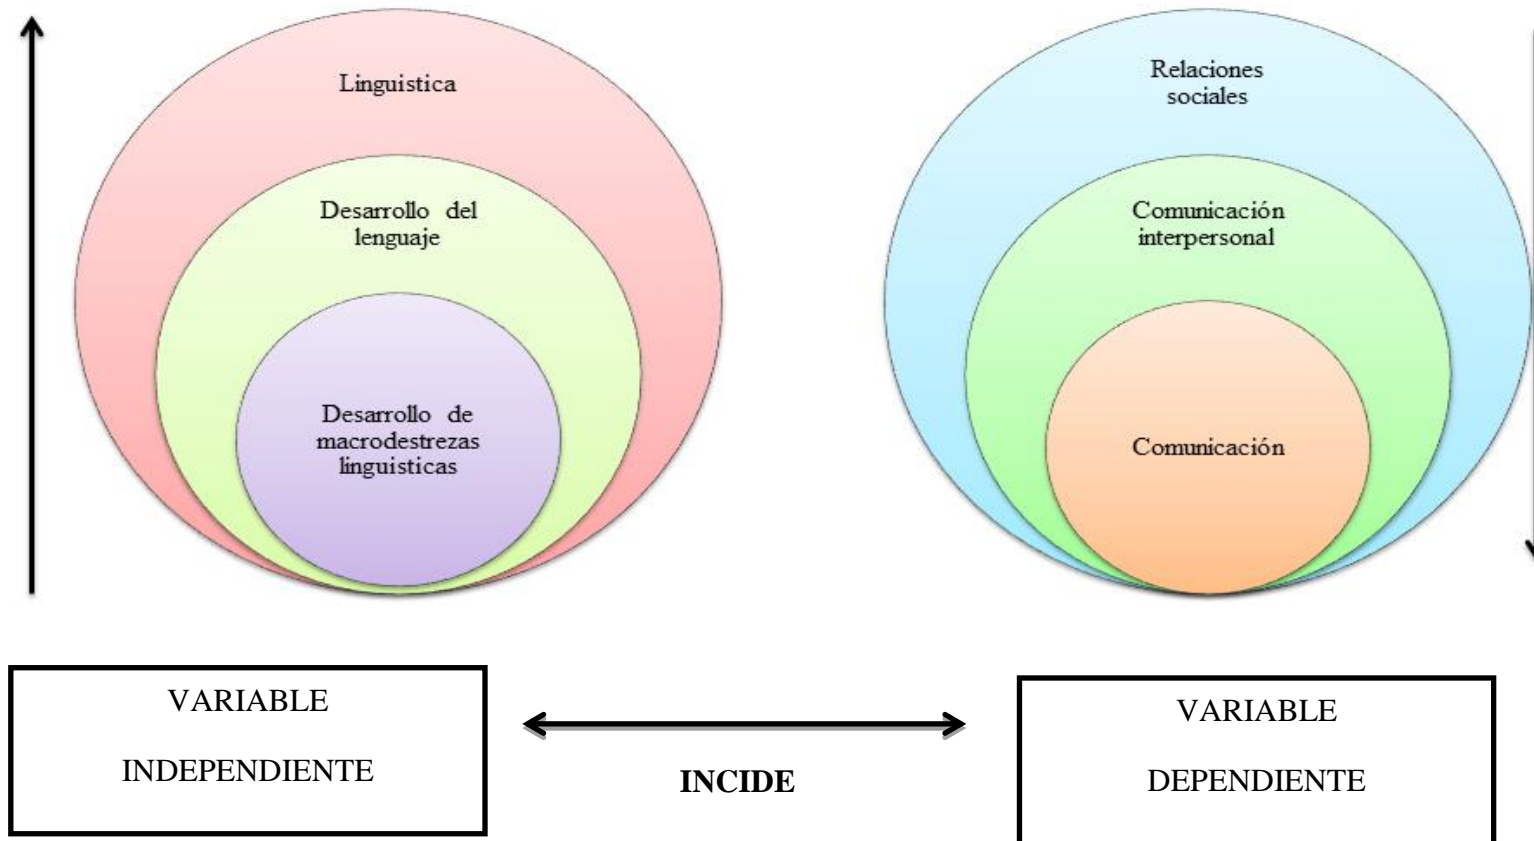 Linguistica
Desarrollo del
lenguaje
Desarrollo de
macrodestrezas
linguisticas
Relaciones
sociales
Comunicación
interpersonal
Comunicación
VARIABLE
INDEPENDIENTE
INCIDE
VARIABLE
DEPENDIENTE